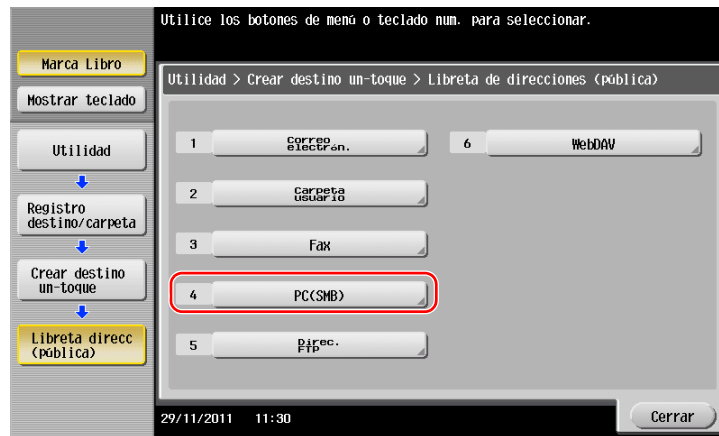 Utilice los botones de menú o teclado num. para seleccionar.
Marca Libro
Mostrar teclado
Utilidad > Crear destino un-toque > Libreta de direcciones (pública)
Utilidad
Registro
destino/carpeta
Crear destino
un-toque
Libreta direcc
(pública)
1 Correo
electrón.
2 Carpeta
usuario
3 Fax
4 PC(SMB)
5 Direc.
FTP
6 WebDAV
29/11/2011 11:30
Cerrar